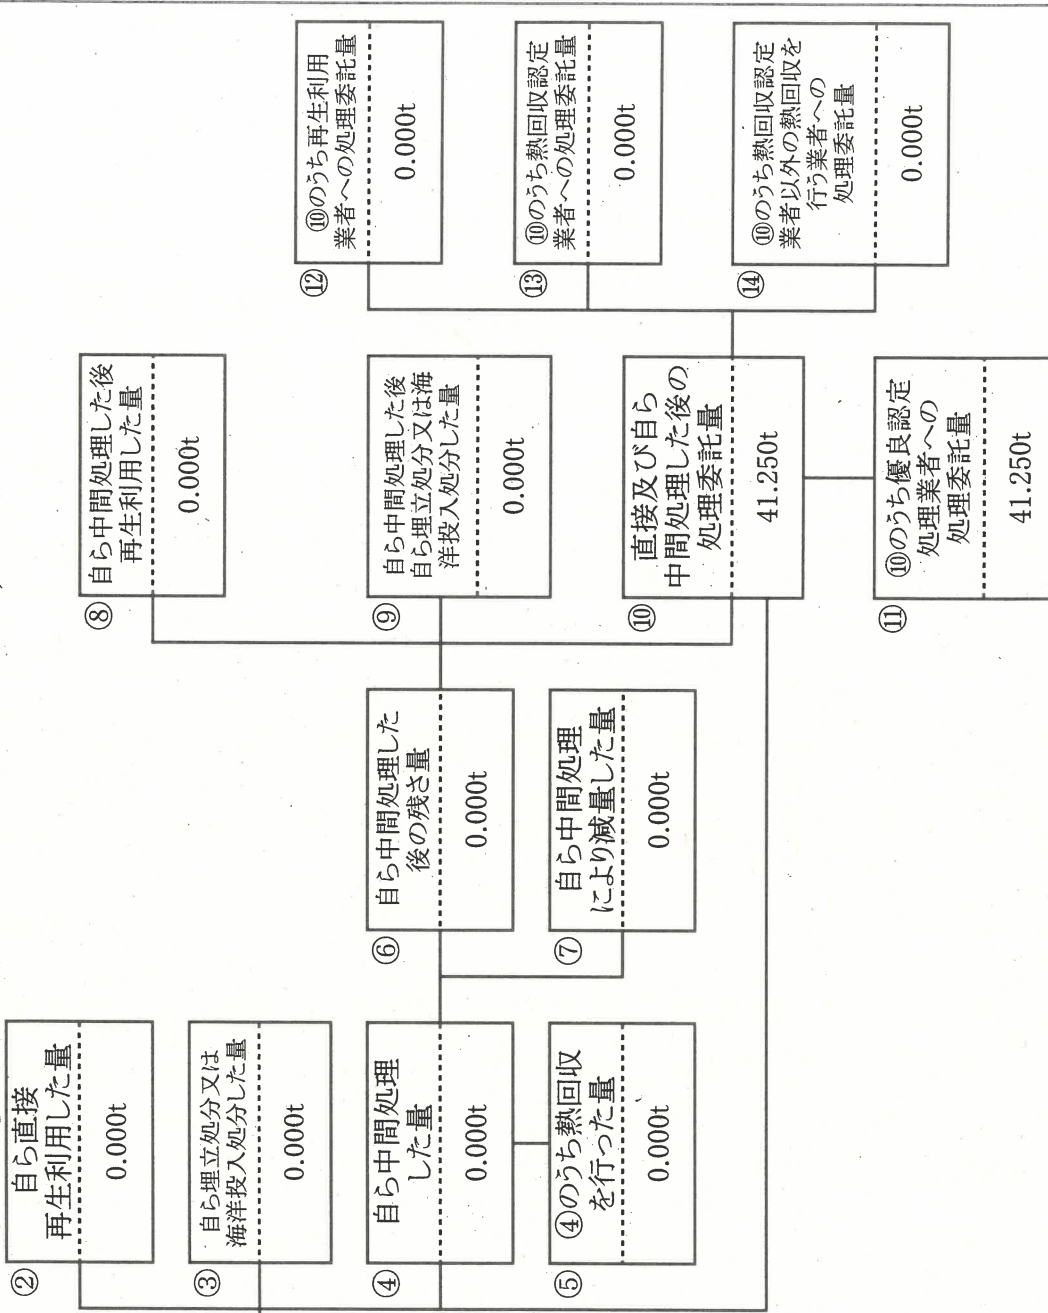 ②
自ら直接
再生利用した量
0.000t
③
自ら埋立処分又は
海洋投入処分した量
0.000t
④
自ら中間処理
した量
0.000t
⑤
④のうち熱回収
を行った量
0.000t
⑥
自ら中間処理した
後の残さ量
0.000t
⑦
自ら中間処理
により減量した量
0.000t
⑧
自ら中間処理した後
再生利用した量
0.000t
⑨
自ら中間処理した後
自ら埋立処分又は海
洋投入処分した量
0.000t
⑩
直接及び自ら
中間処理した後の
処理委託量
41.250t
⑪
⑩のうち優良認定
処理業者への
処理委託量
41.250t
⑫
⑩のうち再生利用
業者への処理委託量
0.000t
⑬
⑩のうち熱回収認定
業者への処理委託量
0.000t
⑭
⑩のうち熱回収認定
業者以外の熱回収を
行う業者への
処理委託量
0.000t